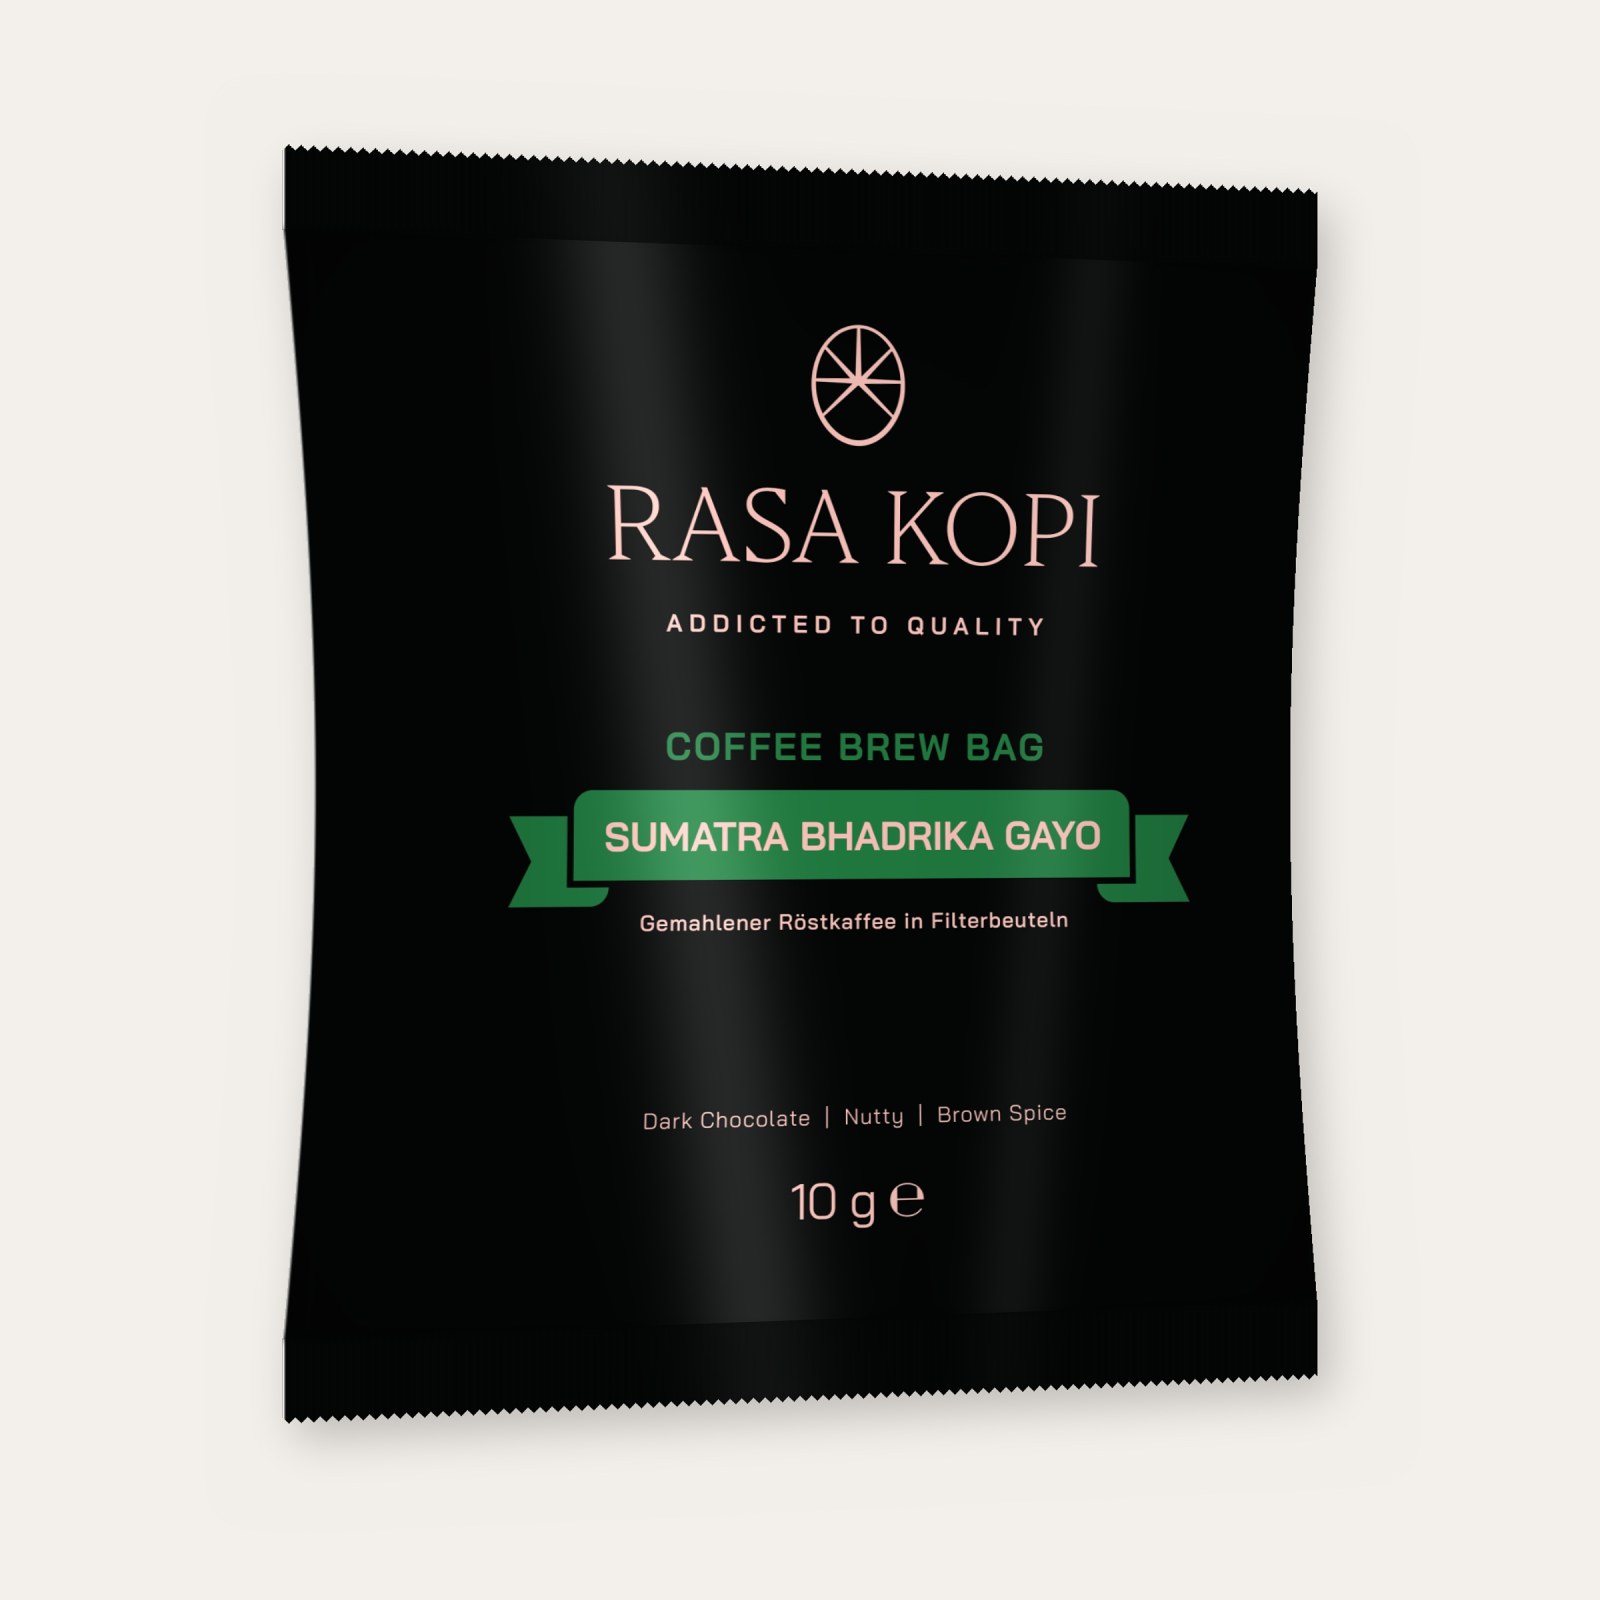 RASA KOPI
ADDICTED TO QUALITY
COFFEE BREW BAG
SUMATRA BHADRIKA GAYO
Gemahlener Röstkaffee in Filterbeuteln
Dark Chocolate | Nutty | Brown Spice
10 g ℮